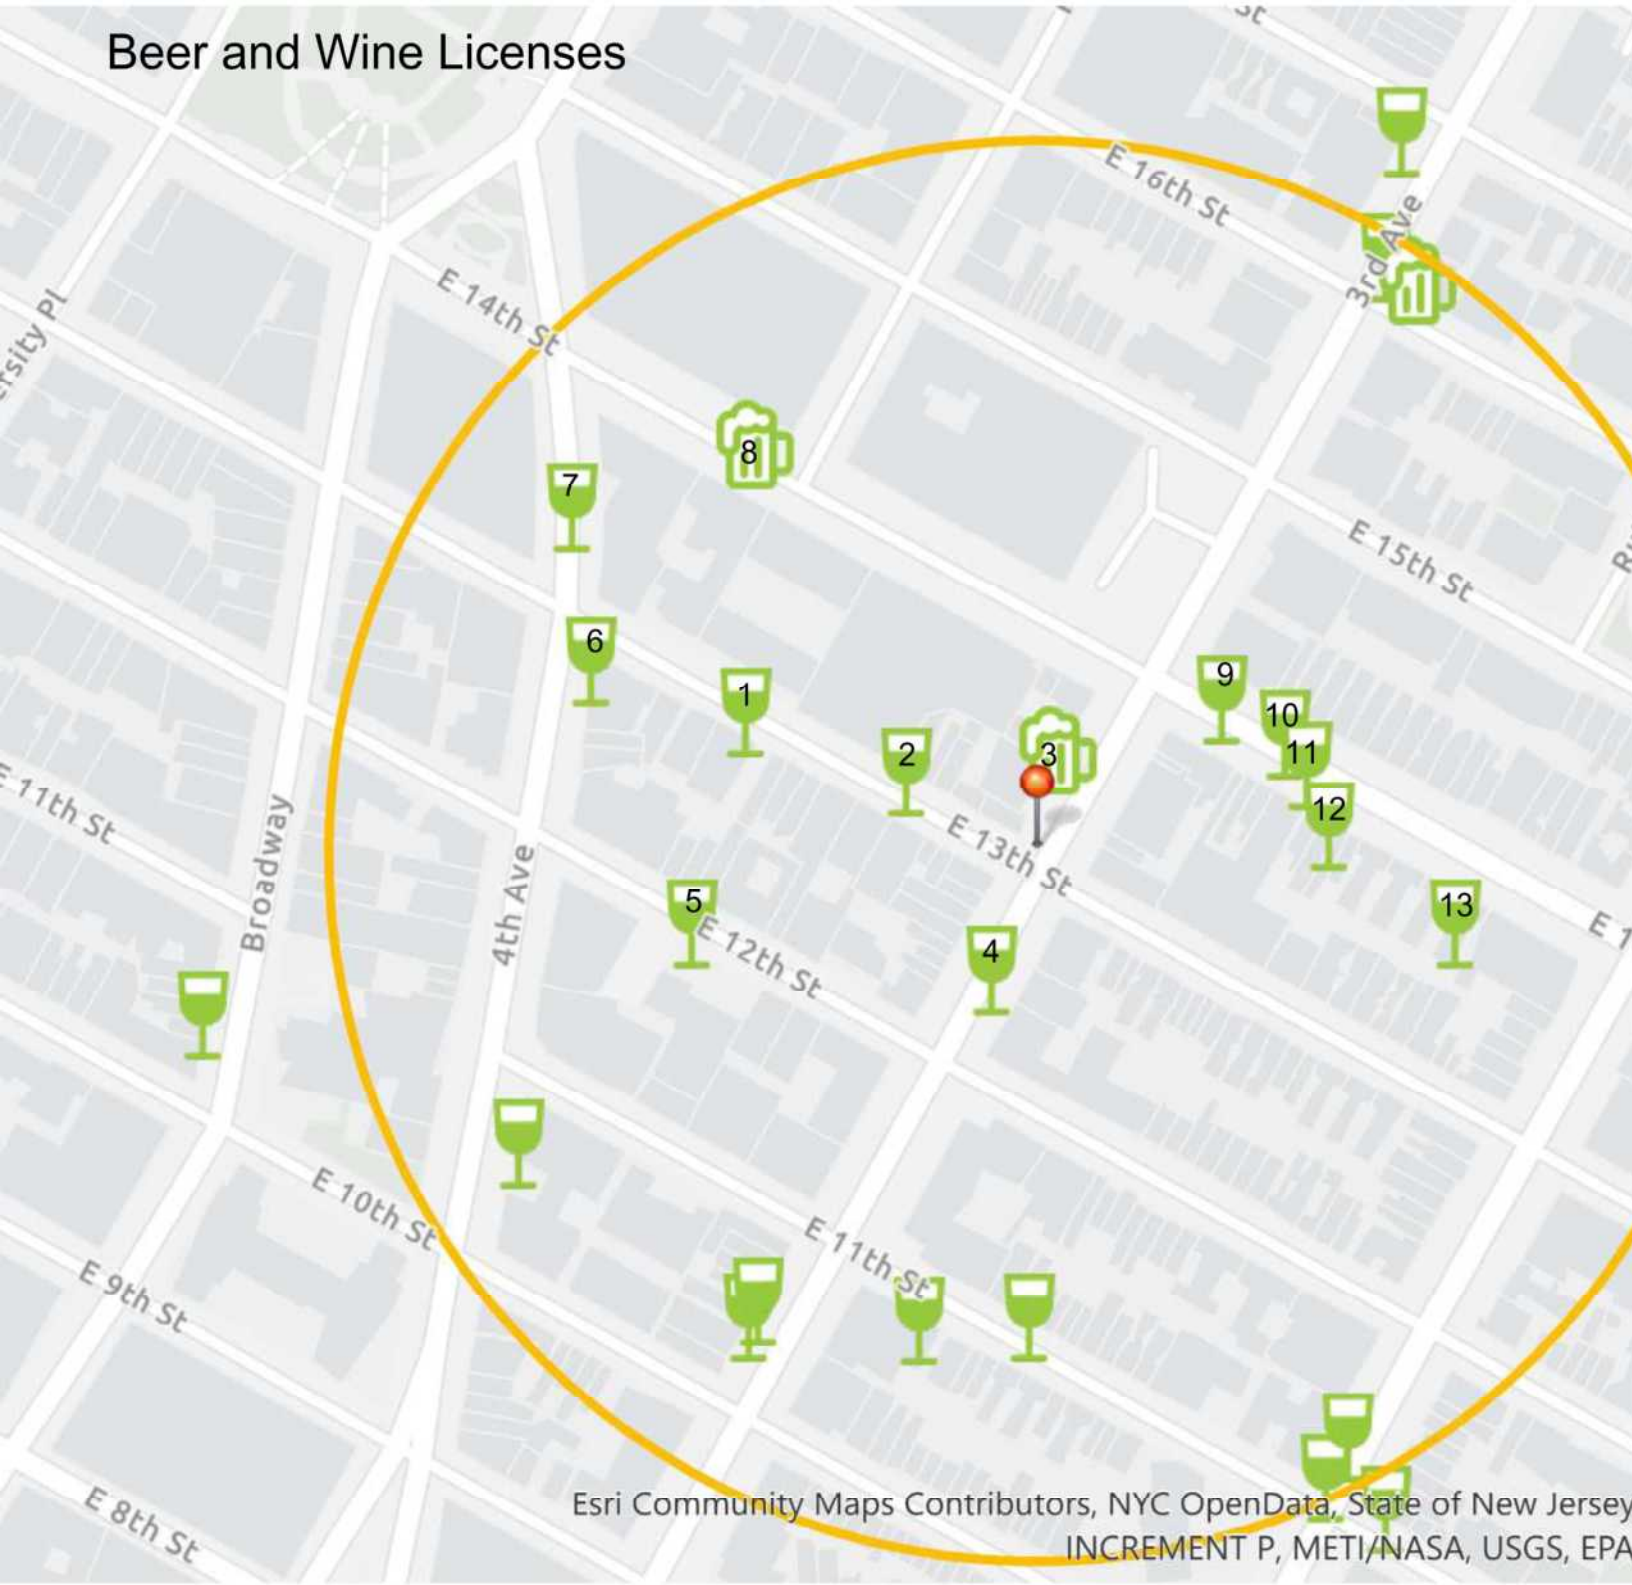 Beer and Wine Licenses
St
E 16th St
3rd Ave
E 14th St
8
7
E 15th St
6
1
9
10
2
3
11
12
E 13th St
E 11th St
Broadway
4th Ave
5
E 12th St
4
13
E 10th St
E 11th St
E 9th St
E 8th St
Esri Community Maps Contributors, NYC OpenData, State of New Jersey
INCREMENT P, METI/NASA, USGS, EPA